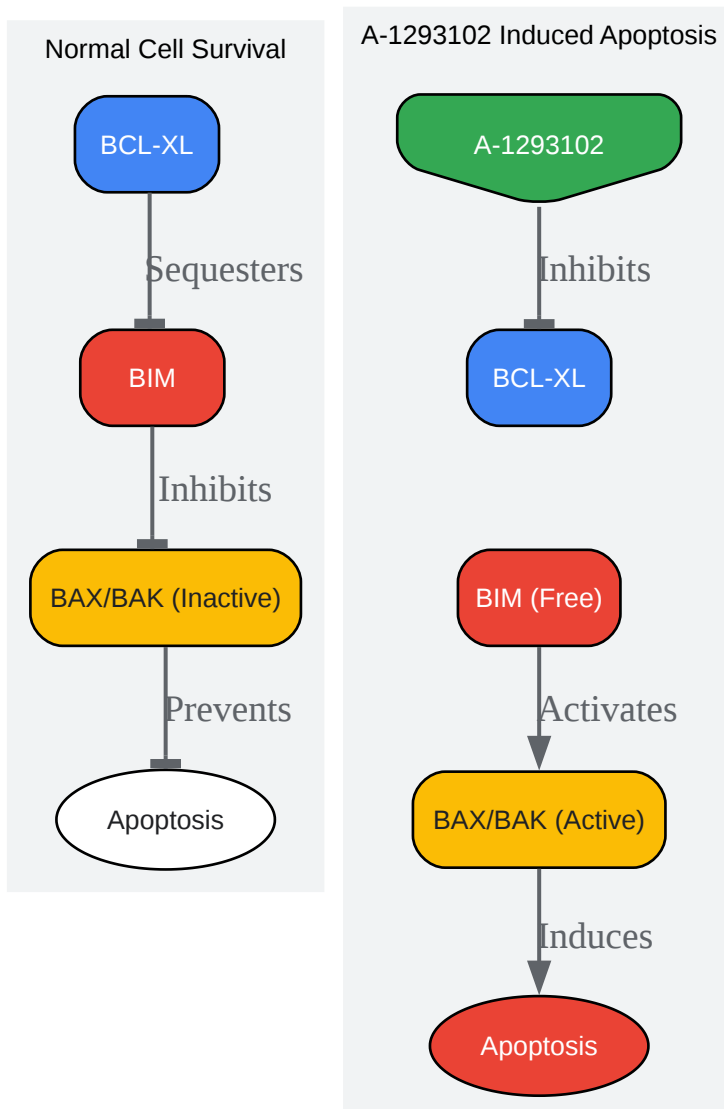 Normal Cell Survival
BCL-XL
Sequesters
BIM
Inhibits
BAX/BAK (Inactive)
Prevents
Apoptosis
A-1293102 Induced Apoptosis
A-1293102
Inhibits
BCL-XL
BIM (Free)
Activates
BAX/BAK (Active)
Induces
Apoptosis